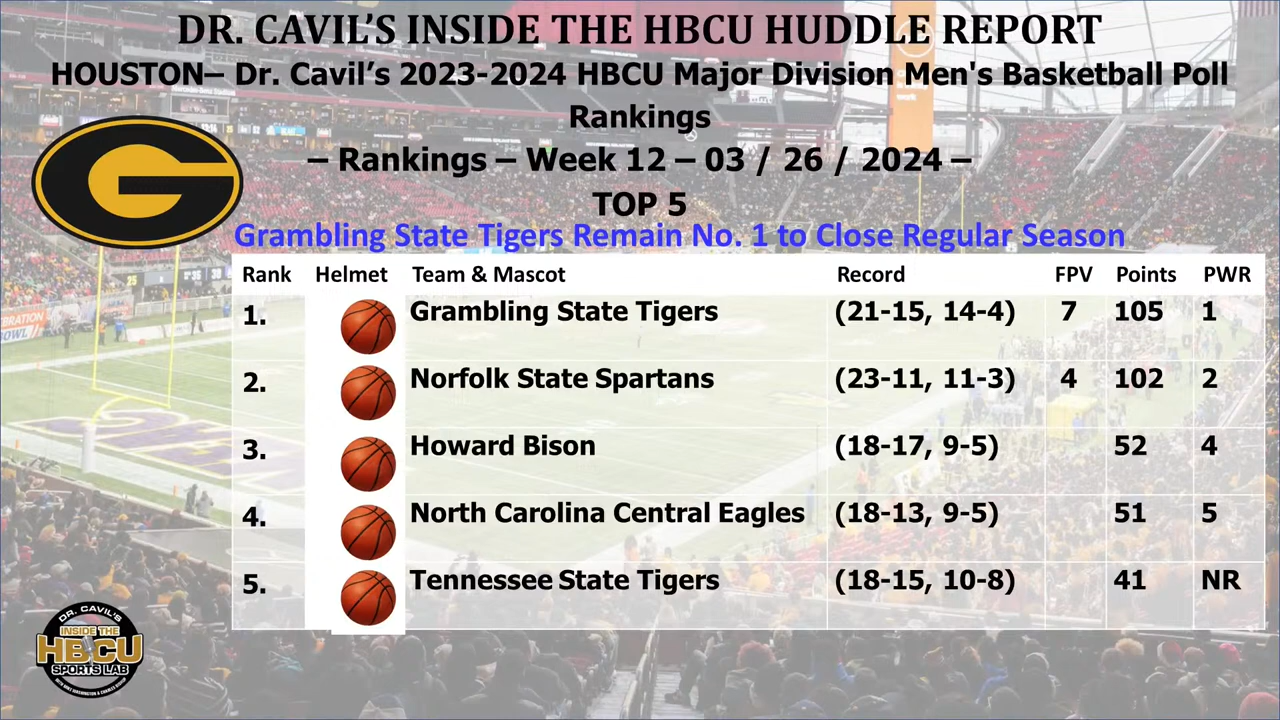 DR. CAVIL'S INSIDE THE HBCU HUDDLE REPORT
HOUSTON– Dr. Cavil's 2023-2024 HBCU Major Division Men's Basketball Poll
Rankings
– Rankings – Week 12 – 03 / 26 / 2024 –
TOP 5
Grambling State Tigers Remain No. 1 to Close Regular Season
G
Rank Helmet Team & Mascot Record FPV Points PWR
1. Grambling State Tigers (21-15, 14-4) 7 105 1
2. Norfolk State Spartans (23-11, 11-3) 4 102 2
3. Howard Bison (18-17, 9-5) 52 4
4. North Carolina Central Eagles (18-13, 9-5) 51 5
5. Tennessee State Tigers (18-15, 10-8) 41 NR
DR. CAVIL'S
INSIDE THE
HBCU
SPORTS LAB